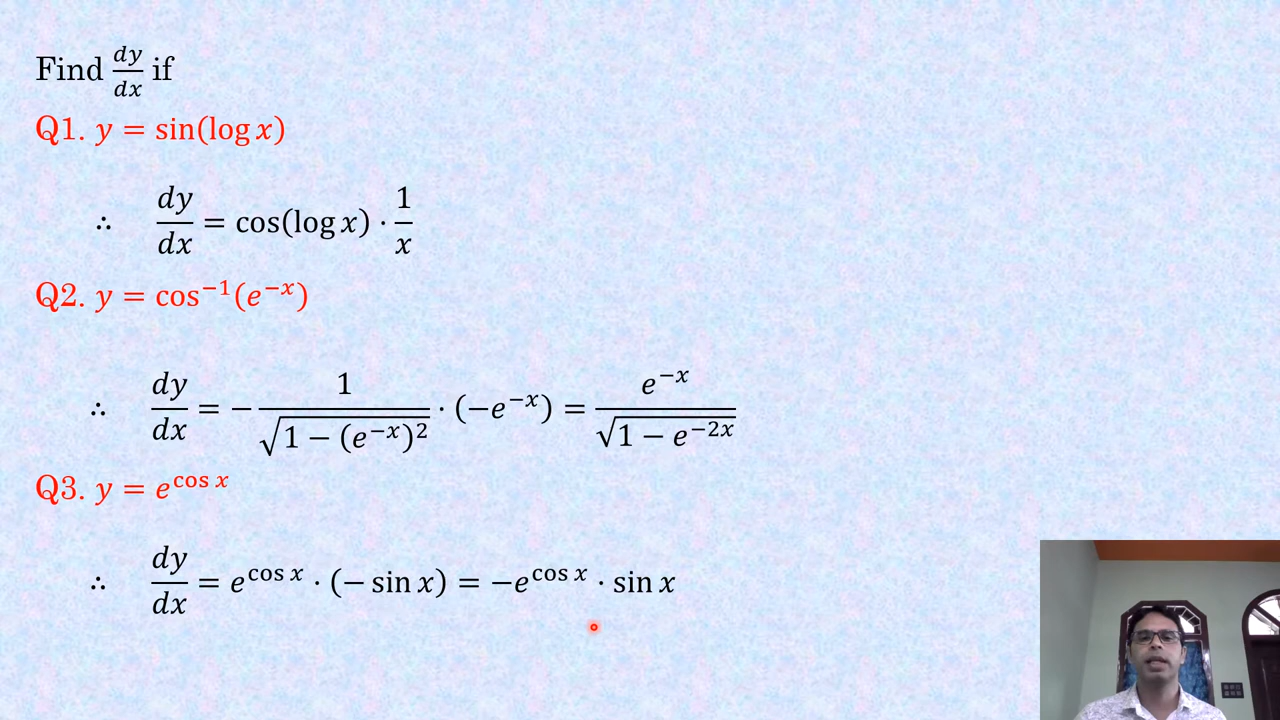 Find dy/dx if
Q1. y = sin(log x)
∴ dy/dx = cos(log x) · 1/x
Q2. y = cos⁻¹(e⁻ˣ)
∴ dy/dx = −1/√(1 − (e⁻ˣ)²) · (−e⁻ˣ) = e⁻ˣ/√(1 − e⁻²ˣ)
Q3. y = e^(cos x)
∴ dy/dx = e^(cos x) · (− sin x) = −e^(cos x) · sin x